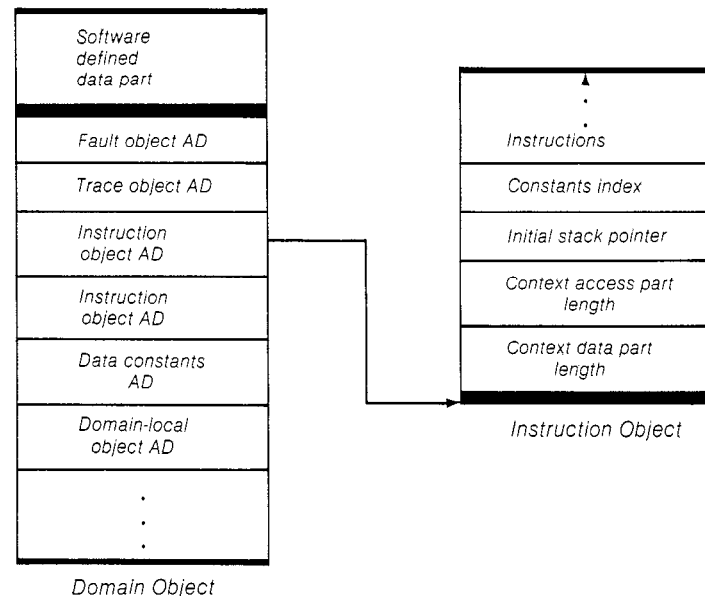 Software
defined
data part
Fault object AD
Trace object AD
Instruction
object AD
Instruction
object AD
Data constants
AD
Domain-local
object AD
Domain Object
Instructions
Constants index
Initial stack pointer
Context access part
length
Context data part
length
Instruction Object